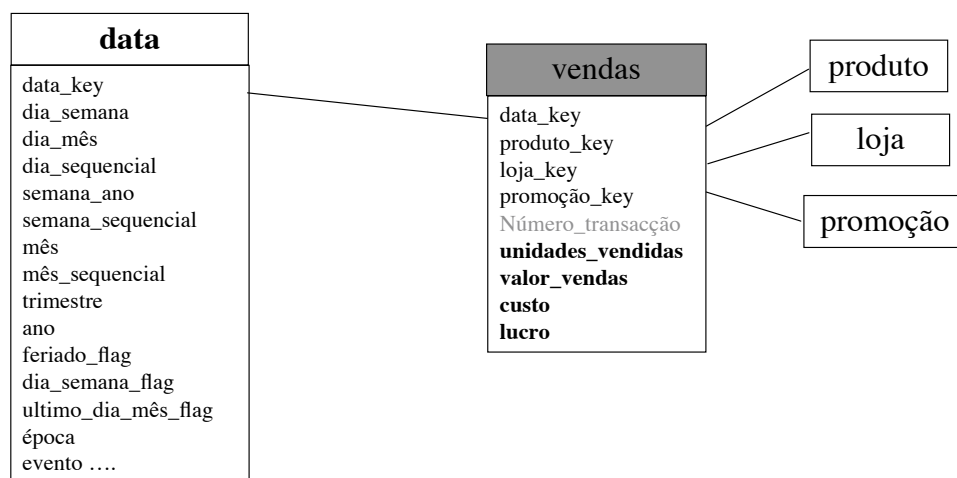 data
data_key
dia_semana
dia_mês
dia_sequencial
semana_ano
semana_sequencial
mês
mês_sequencial
trimestre
ano
feriado_flag
dia_semana_flag
ultimo_dia_mês_flag
época
evento ….
vendas
data_key
produto_key
loja_key
promoção_key
Número_transacção
unidades_vendidas
valor_vendas
custo
lucro
produto
loja
promoção